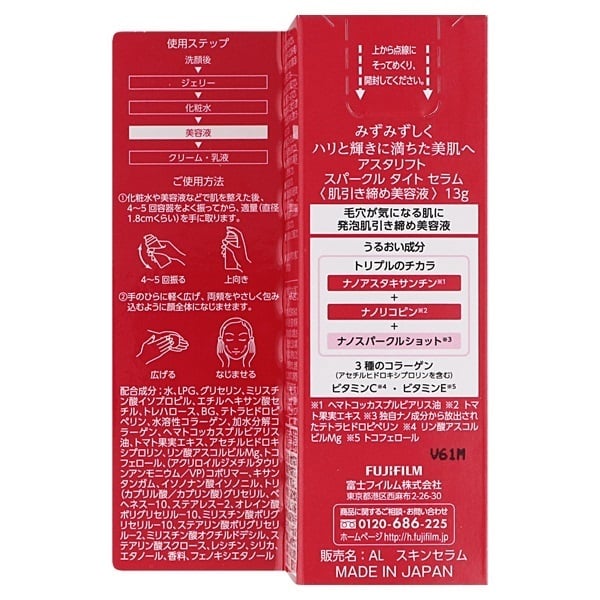 使用ステップ
洗顔後
ジェリー
化粧水
美容液
クリーム・乳液
ご使用方法
①化粧水や美容液などで肌を整えた後、
4～5回容器をよく振ってから、適量(直径
1.8cmくらい)を手に取ります。
4～5回振る
上向き
②手のひらに軽く広げ、両頬をやさしく包み
込むように顔全体になじませます。
広げる
なじませる
配合成分:水、LPG、グリセリン、ミリスチ
ン酸イソプロピル、エチルヘキサン酸セ
チル、トレハロース、BG、テトラヒドロピ
ペリン、水溶性コラーゲン、加水分解コ
ラーゲン、ヘマトコッカスプルビアリス
油、トマト果実エキス、アセチルヒドロキ
シプロリン、リン酸アスコルビルMg、トコ
フェロール、(アクリロイルジメチルタウリ
ンアンモニウム/VP)コポリマー、キサ
ンタンガム、イソノナン酸イソノニル、トリ
(カプリル酸/カプリン酸)グリセリル、ベ
ヘネス-10、ステアレス-2、オレイン酸
ポリグリセリル-10、ミリスチン酸ポリグ
リセリル-10、ステアリン酸ポリグリセリ
ル-2、ミリスチン酸オクチルドデシル、ス
テアリン酸スクロース、レシチン、シリカ、
エタノール、香料、フェノキシエタノール
上から点線に
そってめくり、
開封してください。
みずみずしく
ハリと輝きに満ちた美肌へ
アスタリフト
スパークル タイト セラム
〈肌引き締め美容液〉13g
毛穴が気になる肌に
発泡肌引き締め美容液
うるおい成分
トリプルのチカラ
ナノアスタキサンチン※1
+
ナノリコピン※2
+
ナノスパークルショット※3
3種のコラーゲン
(アセチルヒドロキシプロリンを含む)
ビタミンC※4・ビタミンE※5
※1 ヘマトコッカスプルビアリス油 ※2 トマ
ト果実エキス ※3 独自ナノ成分から放出され
たテトラヒドロピペリン ※4 リン酸アスコル
ビルMg ※5 トコフェロール
V61M
FUJIFILM
富士フイルム株式会社
東京都港区西麻布2-26-30
商品に関するご相談・お問い合わせ
0120-686-225
ホームページ http://h.fujifilm.jp
販売名:AL スキンセラム
MADE IN JAPAN